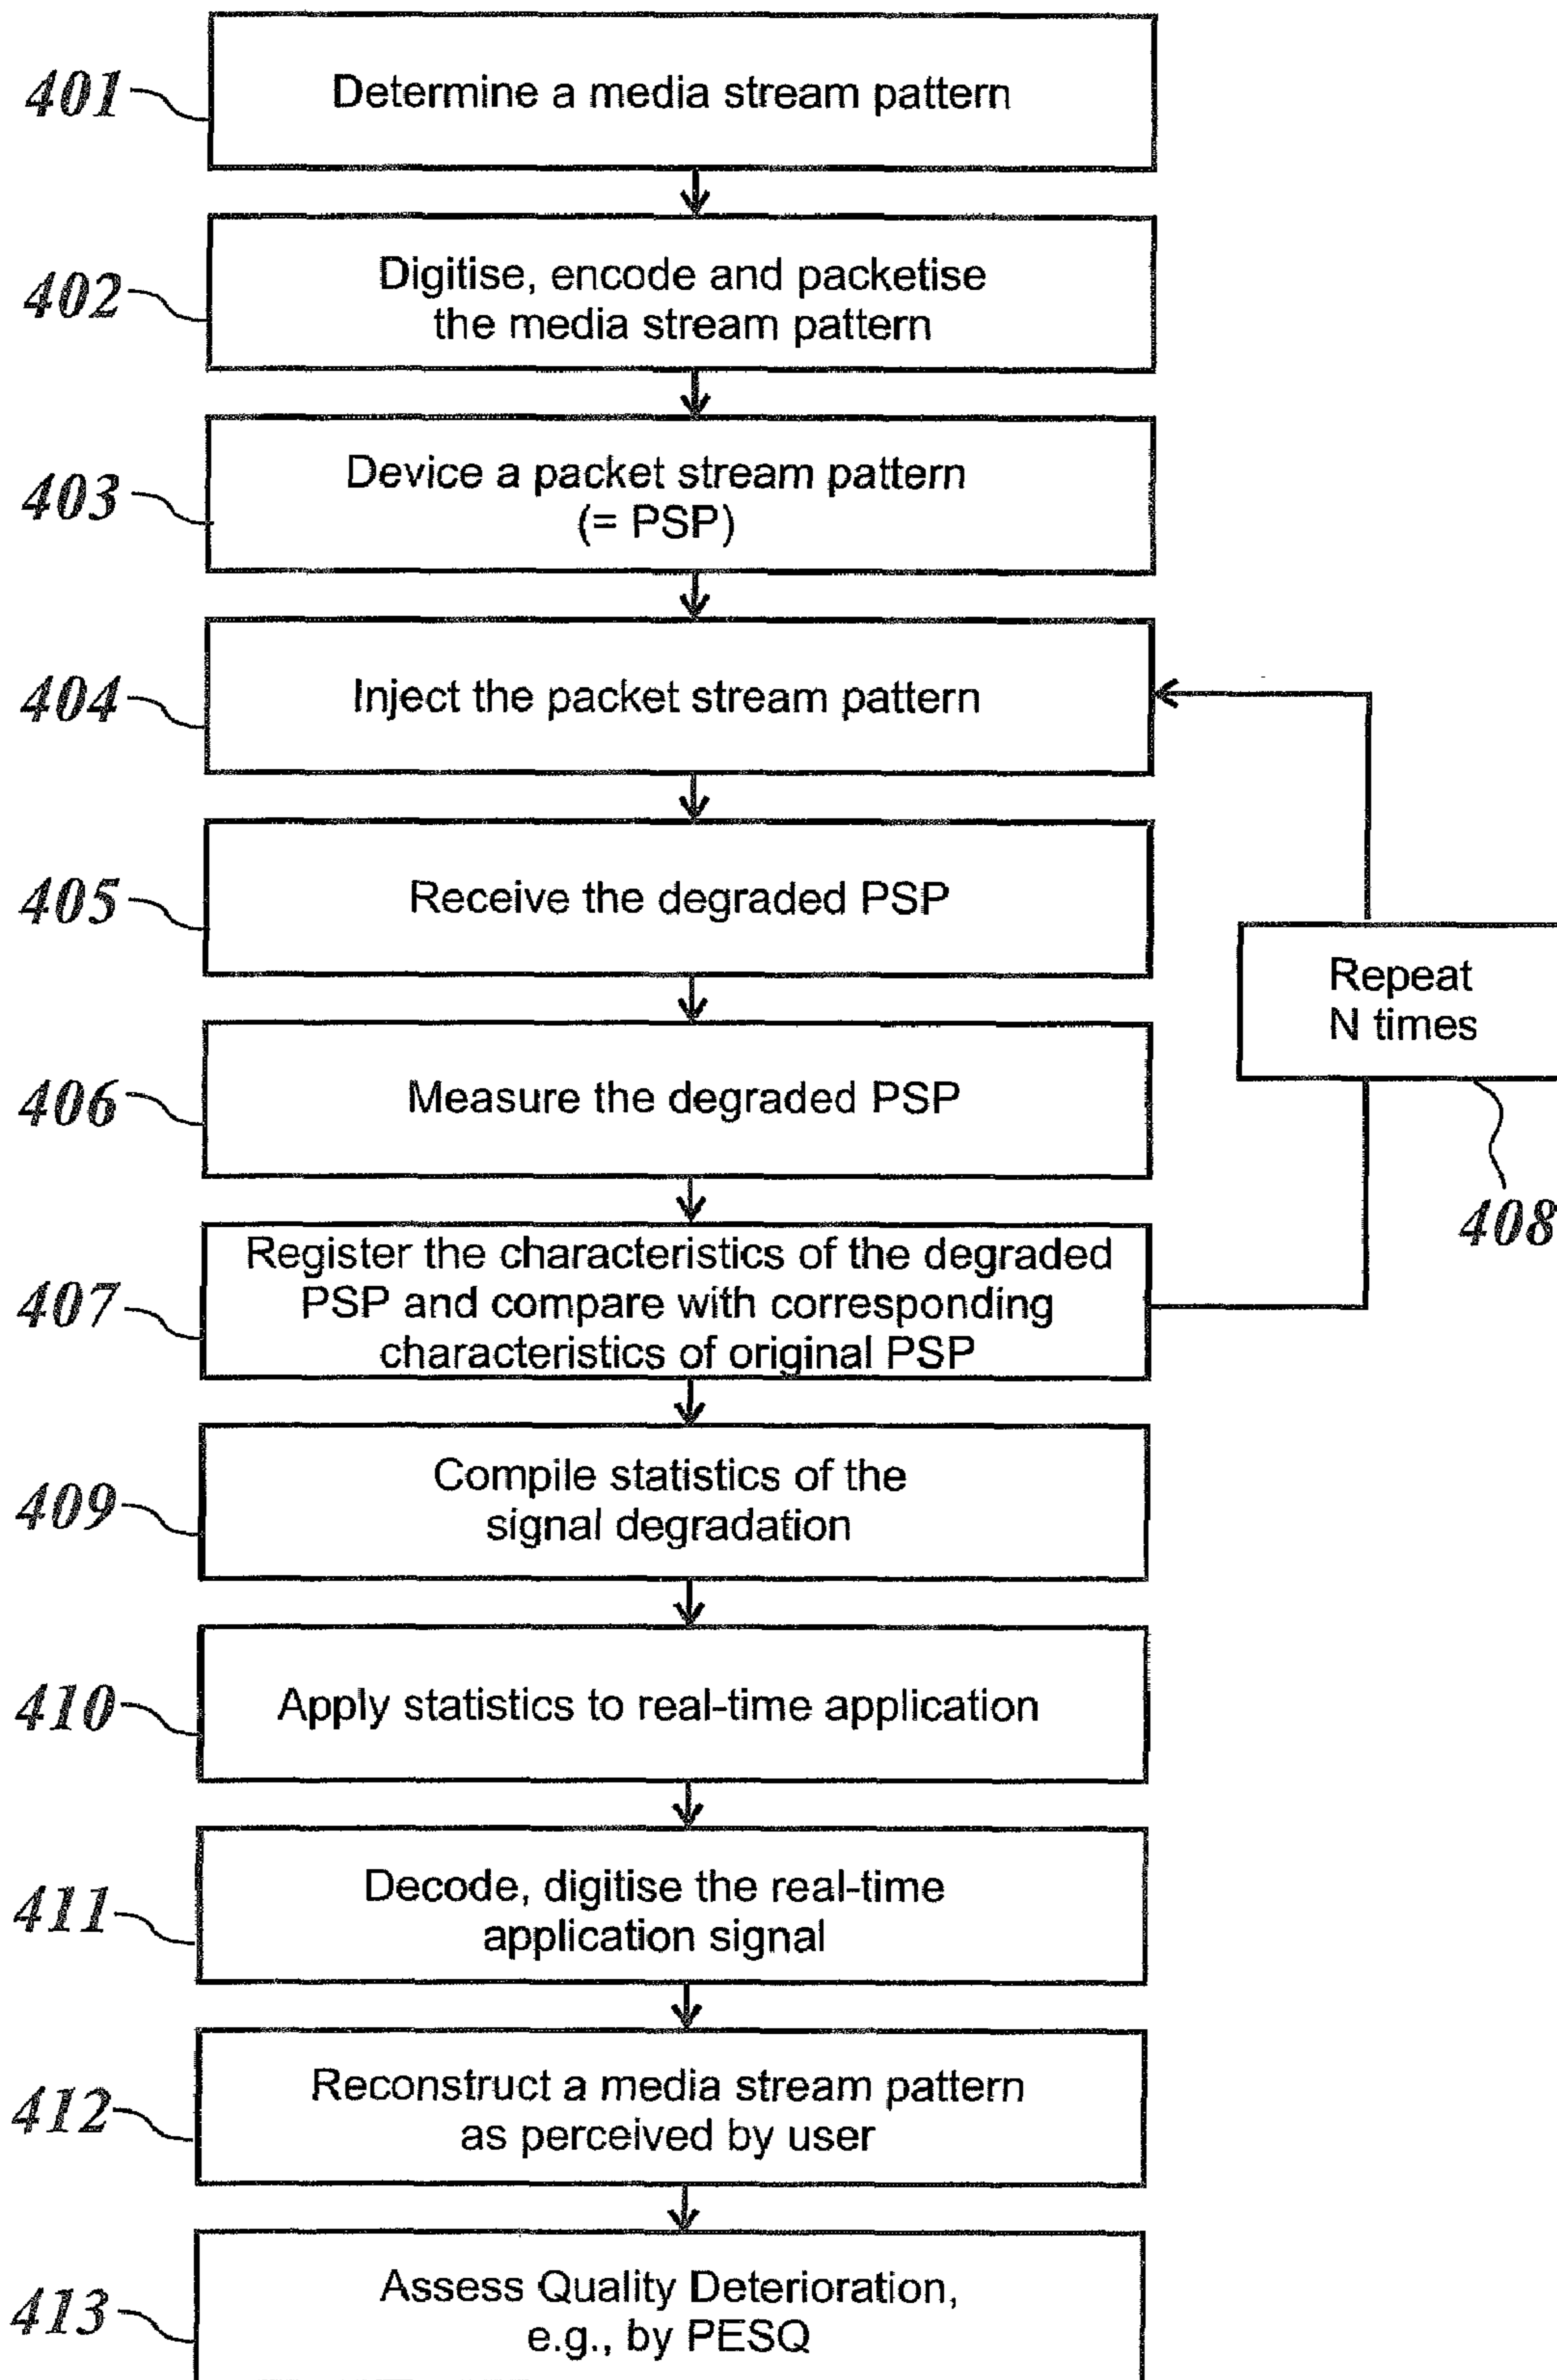 401
Determine a media stream pattern
402
Digitise, encode and packetise
the media stream pattern
403
Device a packet stream pattern
(= PSP)
404
Inject the packet stream pattern
405
Receive the degraded PSP
Repeat
N times
408
406
Measure the degraded PSP
407
Register the characteristics of the degraded
PSP and compare with corresponding
characteristics of original PSP
409
Compile statistics of the
signal degradation
410
Apply statistics to real-time application
411
Decode, digitise the real-time
application signal
412
Reconstruct a media stream pattern
as perceived by user
413
Assess Quality Deterioration,
e.g., by PESQ